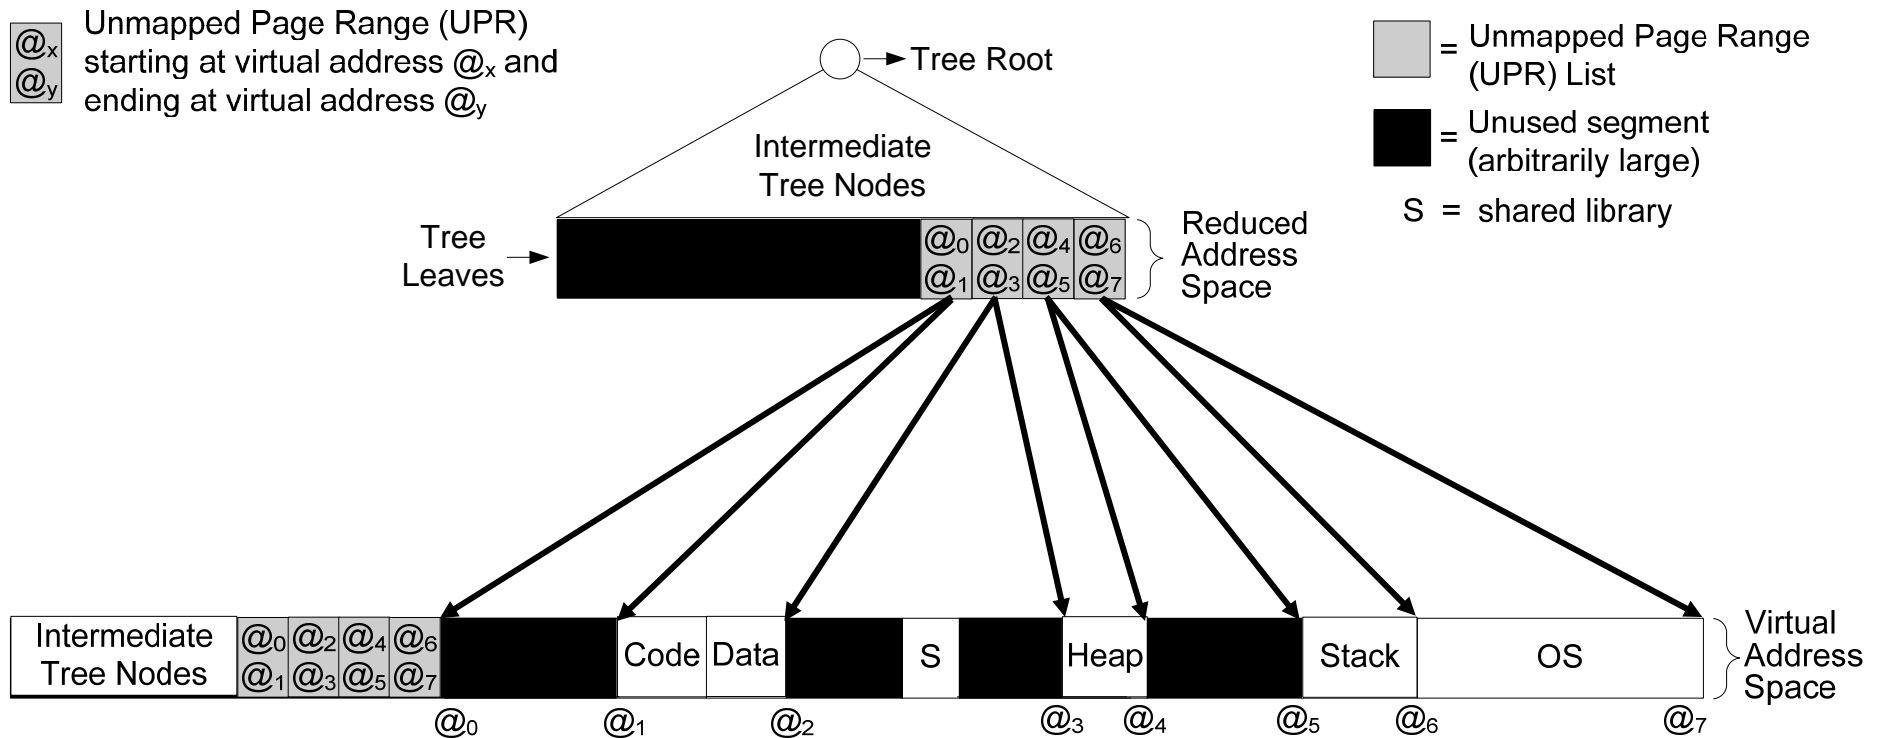 @x
@y
Unmapped Page Range (UPR)
starting at virtual address @x and
ending at virtual address @y
Tree Root
= Unmapped Page Range
(UPR) List
= Unused segment
(arbitrarily large)
S = shared library
Intermediate
Tree Nodes
Tree
Leaves
@0 @2 @4 @6
@1 @3 @5 @7
Reduced
Address
Space
Intermediate
Tree Nodes
@0 @2 @4 @6
@1 @3 @5 @7
Code
Data
S
Heap
Stack
OS
Virtual
Address
Space
@0 @1 @2 @3 @4 @5 @6 @7